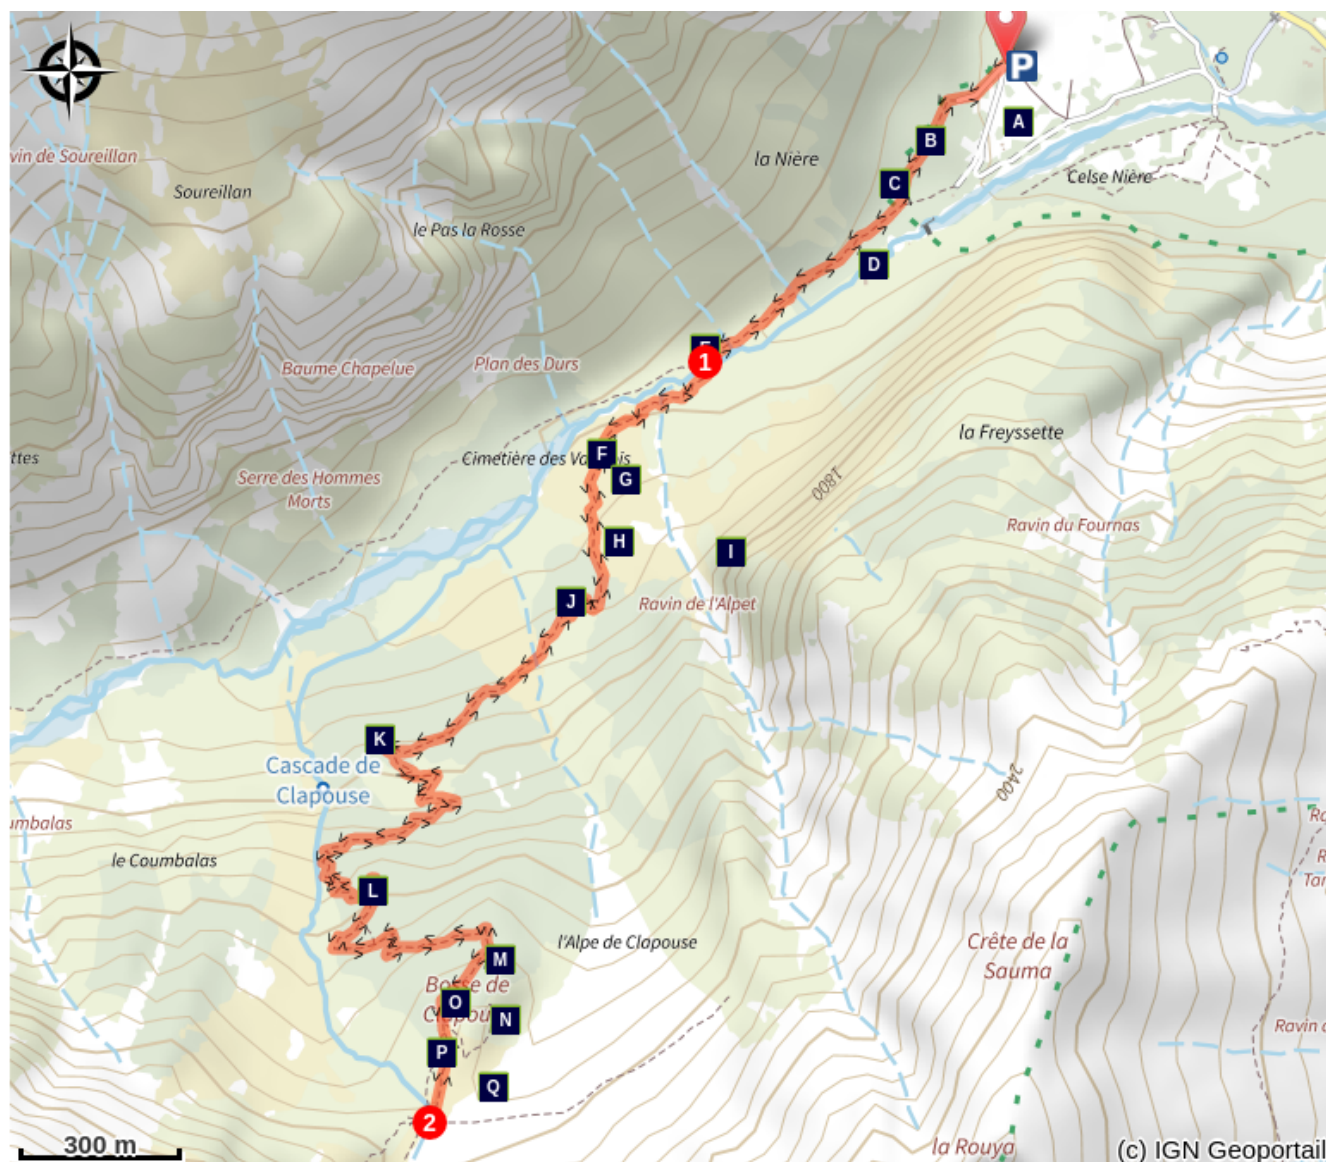 P
A
B
vin de Soureillan
la Nière
Celse Nière
C
Soureillan
le Pas la Rosse
D
1
Baume Chapelue
Plan des Durs
la Freyssette
ttes
Cimetière des
F
Serre des Hommes
Morts
G
1800
Ravin du Fournas
H
I
J
Ravin de l'Alpet
K
Cascade de
Clapouse
2400
umbalas
le Coumbalas
L
l'Alpe de Clapouse
Crête de la
Sauma
M
Bosse de
O
N
Ravin
P
Q
2
300 m
la Rouya
(c) IGN Geoportail